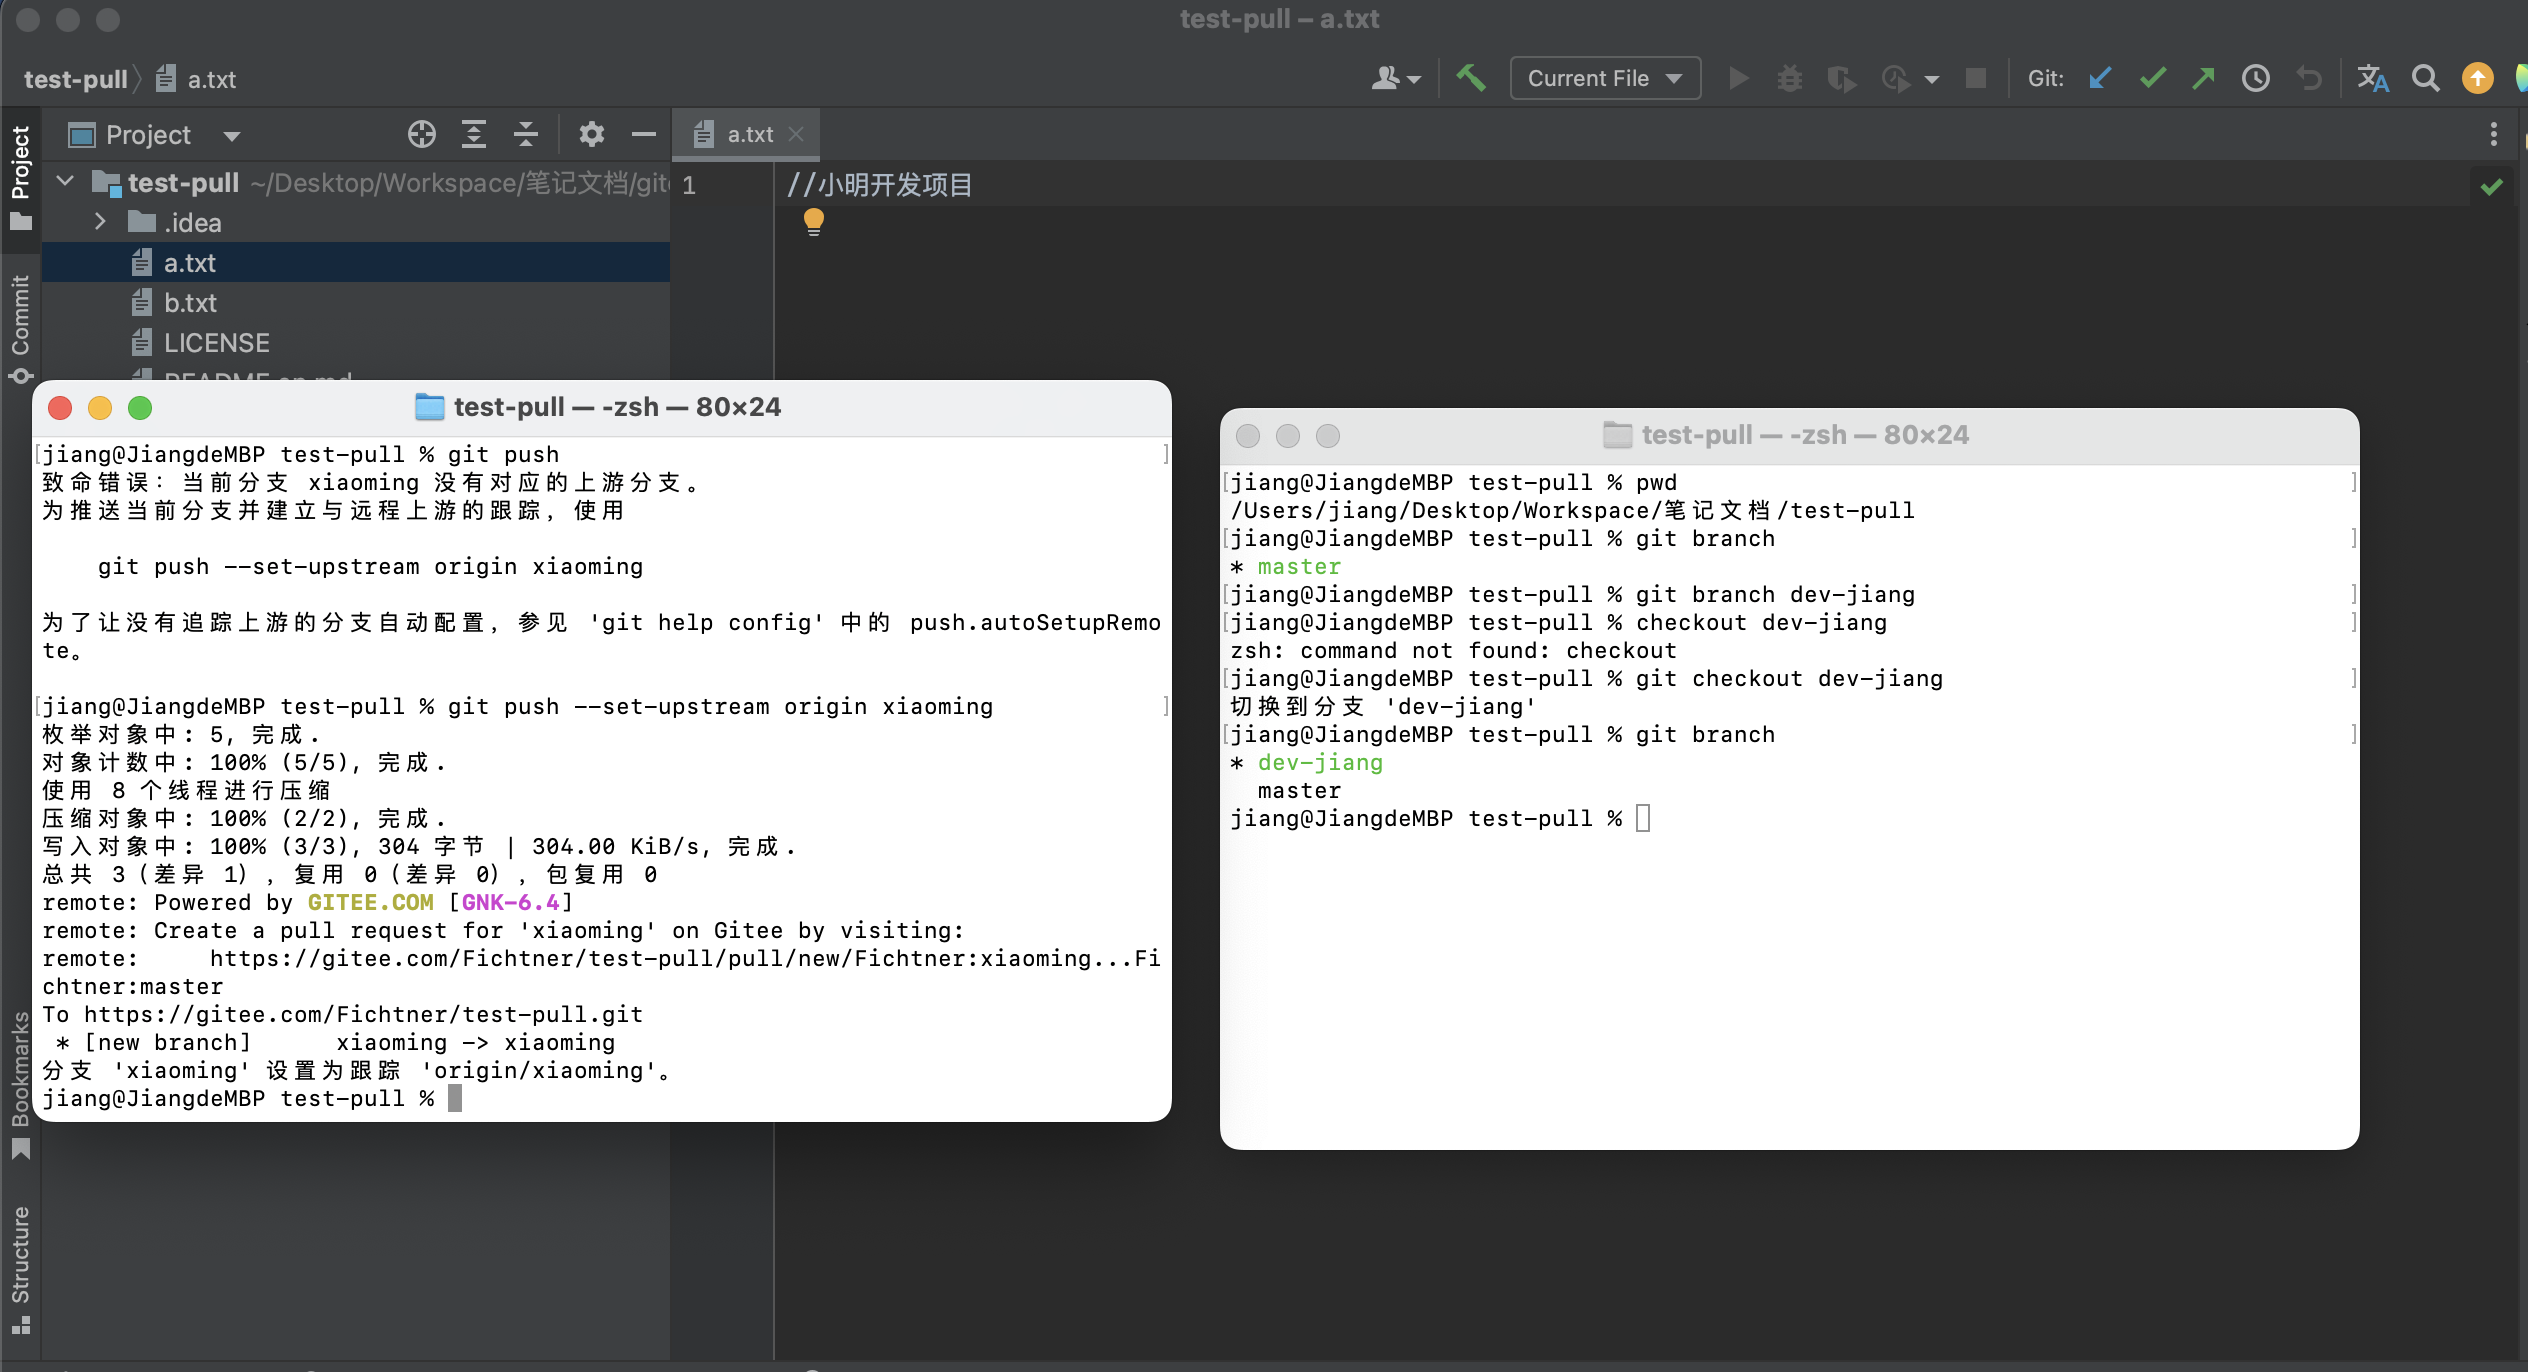 test-pull – a.txt
test-pull
a.txt
Current File
Git:
Project
Project
a.txt
test-pull ~/Desktop/Workspace/笔记文档/git
1
//小明开发项目
.idea
a.txt
b.txt
Commit
LICENSE
README.en.md
test-pull — -zsh — 80×24
[jiang@JiangdeMBP test-pull % git push ]
致命错误：当前分支 xiaoming 没有对应的上游分支。
为推送当前分支并建立与远程上游的跟踪，使用
git push --set-upstream origin xiaoming
为了让没有追踪上游的分支自动配置，参见 'git help config' 中的 push.autoSetupRemo
te。
[jiang@JiangdeMBP test-pull % git push --set-upstream origin xiaoming ]
枚举对象中: 5, 完成.
对象计数中: 100% (5/5), 完成.
使用 8 个线程进行压缩
压缩对象中: 100% (2/2), 完成.
写入对象中: 100% (3/3), 304 字节 | 304.00 KiB/s, 完成.
总共 3（差异 1），复用 0（差异 0），包复用 0
remote: Powered by GITEE.COM [GNK-6.4]
remote: Create a pull request for 'xiaoming' on Gitee by visiting:
remote:     https://gitee.com/Fichtner/test-pull/pull/new/Fichtner:xiaoming...Fi
chtner:master
To https://gitee.com/Fichtner/test-pull.git
 * [new branch]      xiaoming -> xiaoming
分支 'xiaoming' 设置为跟踪 'origin/xiaoming'。
jiang@JiangdeMBP test-pull %
test-pull — -zsh — 80×24
[jiang@JiangdeMBP test-pull % pwd ]
/Users/jiang/Desktop/Workspace/笔记文档/test-pull
[jiang@JiangdeMBP test-pull % git branch ]
* master
[jiang@JiangdeMBP test-pull % git branch dev-jiang ]
[jiang@JiangdeMBP test-pull % checkout dev-jiang ]
zsh: command not found: checkout
[jiang@JiangdeMBP test-pull % git checkout dev-jiang ]
切换到分支 'dev-jiang'
[jiang@JiangdeMBP test-pull % git branch ]
* dev-jiang
  master
jiang@JiangdeMBP test-pull %
Bookmarks
Structure